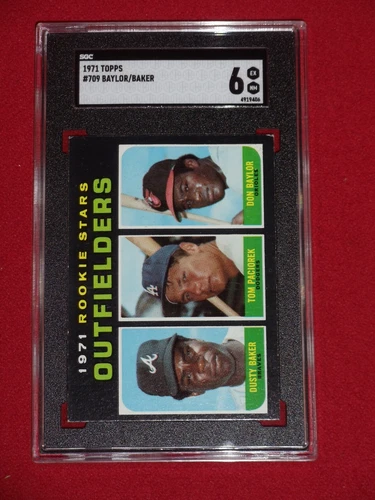 SGC
1971 TOPPS
#709 BAYLOR/BAKER
6
EX
NM
4919406
1971 ROOKIE STARS
OUTFIELDERS
DON BAYLOR
ORIOLES
TOM PACIOREK
DODGERS
DUSTY BAKER
BRAVES
LA
A